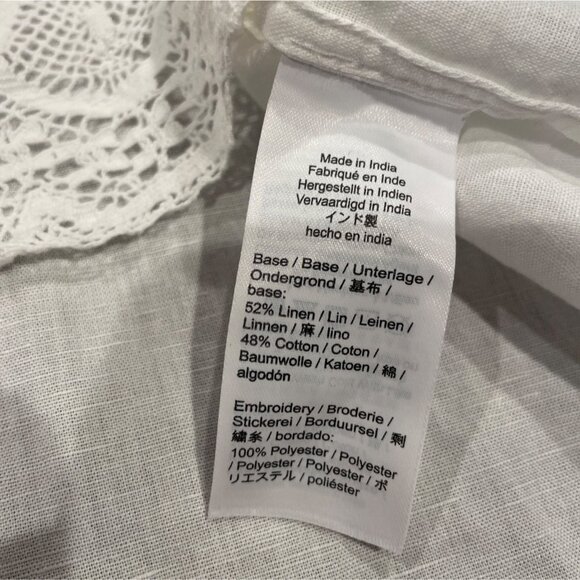 Made in India
Fabriqué en Inde
Hergestellt in Indien
Vervaardigd in India
インド製
hecho en india
Base / Base / Unterlage /
Ondergrond / 基布 /
base:
52% Linen / Lin / Leinen /
Linnen / 麻 / lino
48% Cotton / Coton /
Baumwolle / Katoen / 綿 /
algodón
Embroidery / Broderie /
Stickerei / Borduursel / 刺
繍糸 / bordado:
100% Polyester / Polyester
/ Polyester / Polyester / ポ
リエステル / poliéster